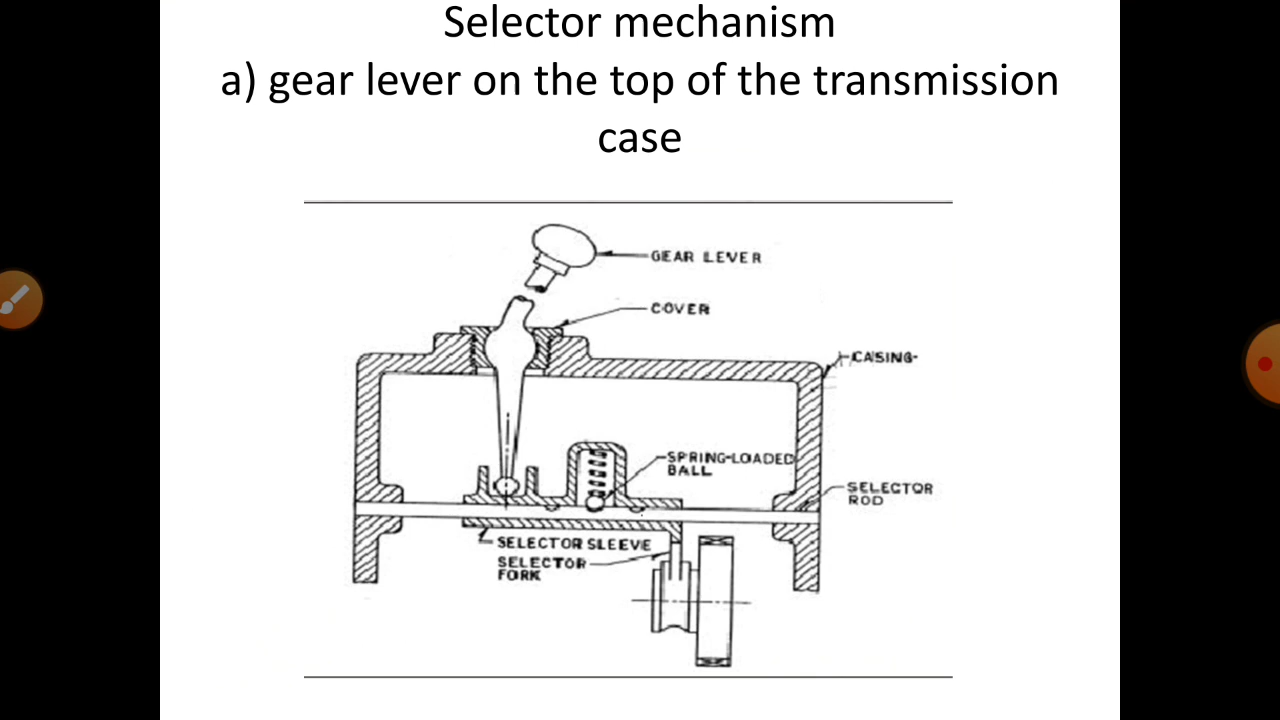 Selector mechanism
a) gear lever on the top of the transmission
case
GEAR LEVER
COVER
CASING
SPRING-LOADED
BALL
SELECTOR
ROD
SELECTOR SLEEVE
SELECTOR
FORK